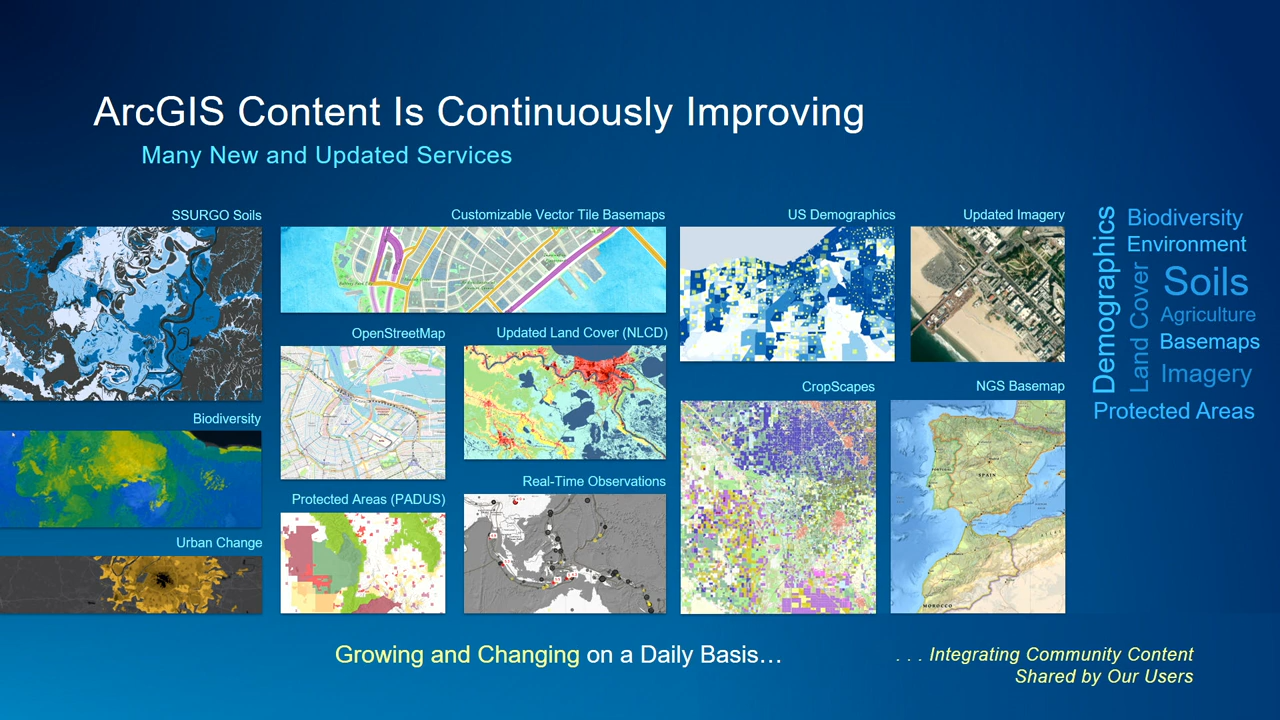 ArcGIS Content Is Continuously Improving
Many New and Updated Services
SSURGO Soils
Customizable Vector Tile Basemaps
US Demographics
Updated Imagery
OpenStreetMap
Updated Land Cover (NLCD)
Biodiversity
CropScapes
NGS Basemap
SPAIN
MOROCCO
Protected Areas (PADUS)
Real-Time Observations
Urban Change
Demographics
Land Cover
Biodiversity
Environment
Soils
Agriculture
Basemaps
Imagery
Protected Areas
Growing and Changing on a Daily Basis…
. . . Integrating Community Content
Shared by Our Users